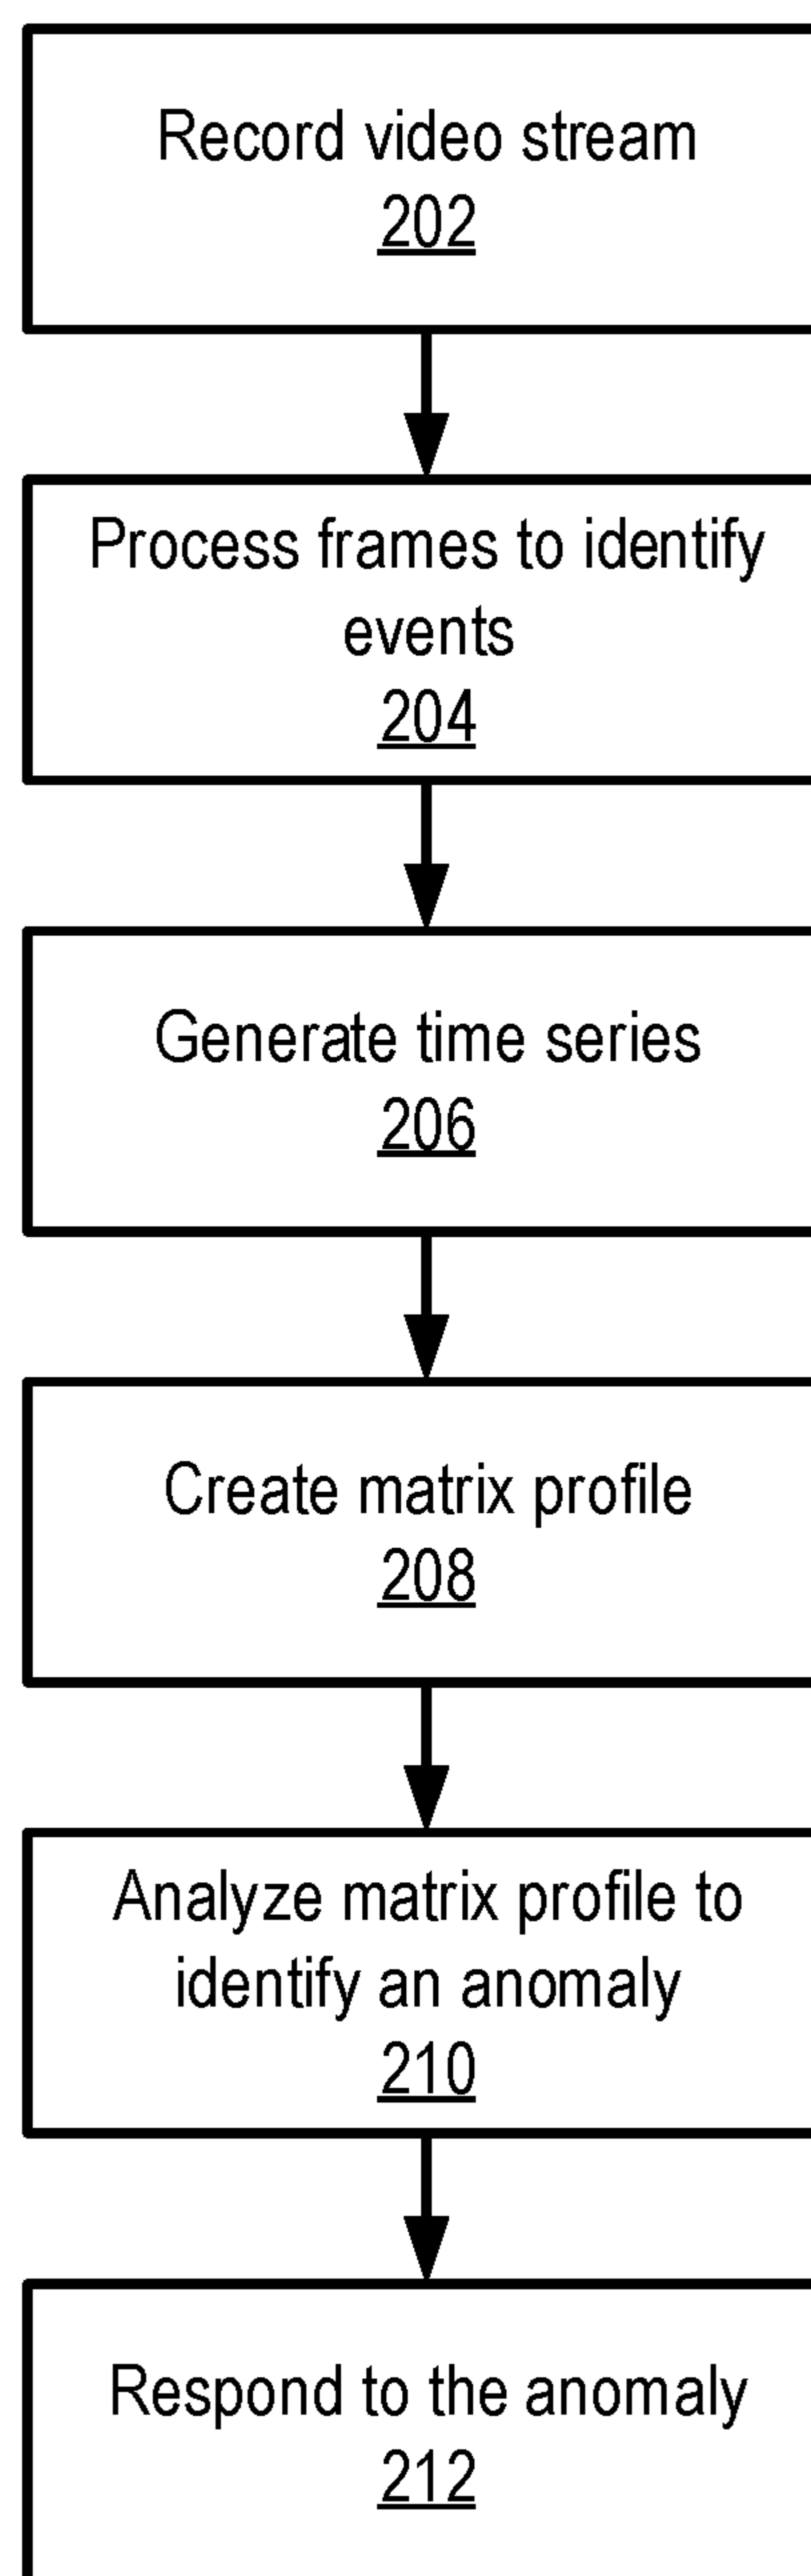 Record video stream
202
Process frames to identify
events
204
Generate time series
206
Create matrix profile
208
Analyze matrix profile to
identify an anomaly
210
Respond to the anomaly
212